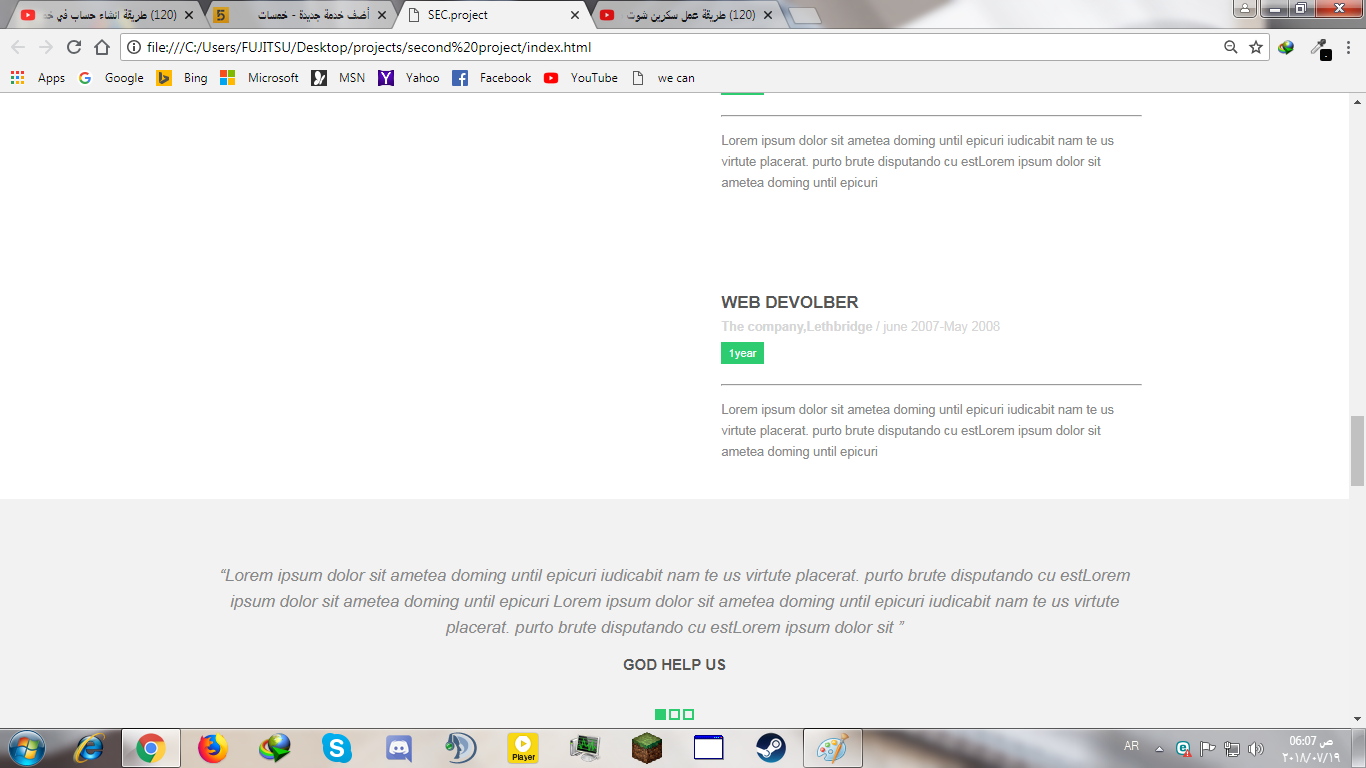 (120) طريقة انشاء حساب في خمـ
أضف خدمة جديدة - خمسات
SEC.project
(120) طريقة عمل سكرين شوت
file:///C:/Users/FUJITSU/Desktop/projects/second%20project/index.html
Apps Google Bing Microsoft MSN Yahoo Facebook YouTube we can
Lorem ipsum dolor sit ametea doming until epicuri iudicabit nam te us
virtute placerat. purto brute disputando cu estLorem ipsum dolor sit
ametea doming until epicuri
WEB DEVOLBER
The company,Lethbridge / june 2007-May 2008
1year
Lorem ipsum dolor sit ametea doming until epicuri iudicabit nam te us
virtute placerat. purto brute disputando cu estLorem ipsum dolor sit
ametea doming until epicuri
“Lorem ipsum dolor sit ametea doming until epicuri iudicabit nam te us virtute placerat. purto brute disputando cu estLorem
ipsum dolor sit ametea doming until epicuri Lorem ipsum dolor sit ametea doming until epicuri iudicabit nam te us virtute
placerat. purto brute disputando cu estLorem ipsum dolor sit ”
GOD HELP US
Player
AR
06:07 ص
٢٠١٨/٠٧/١٩